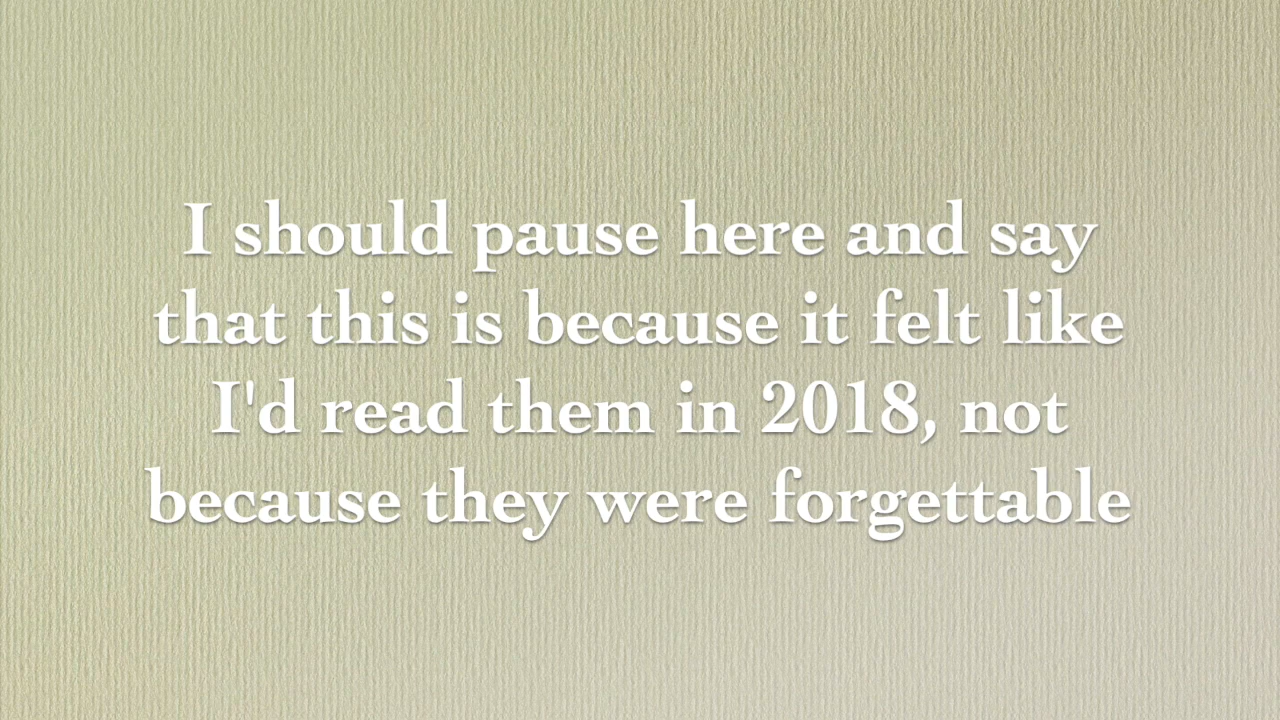 I should pause here and say
that this is because it felt like
I'd read them in 2018, not
because they were forgettable